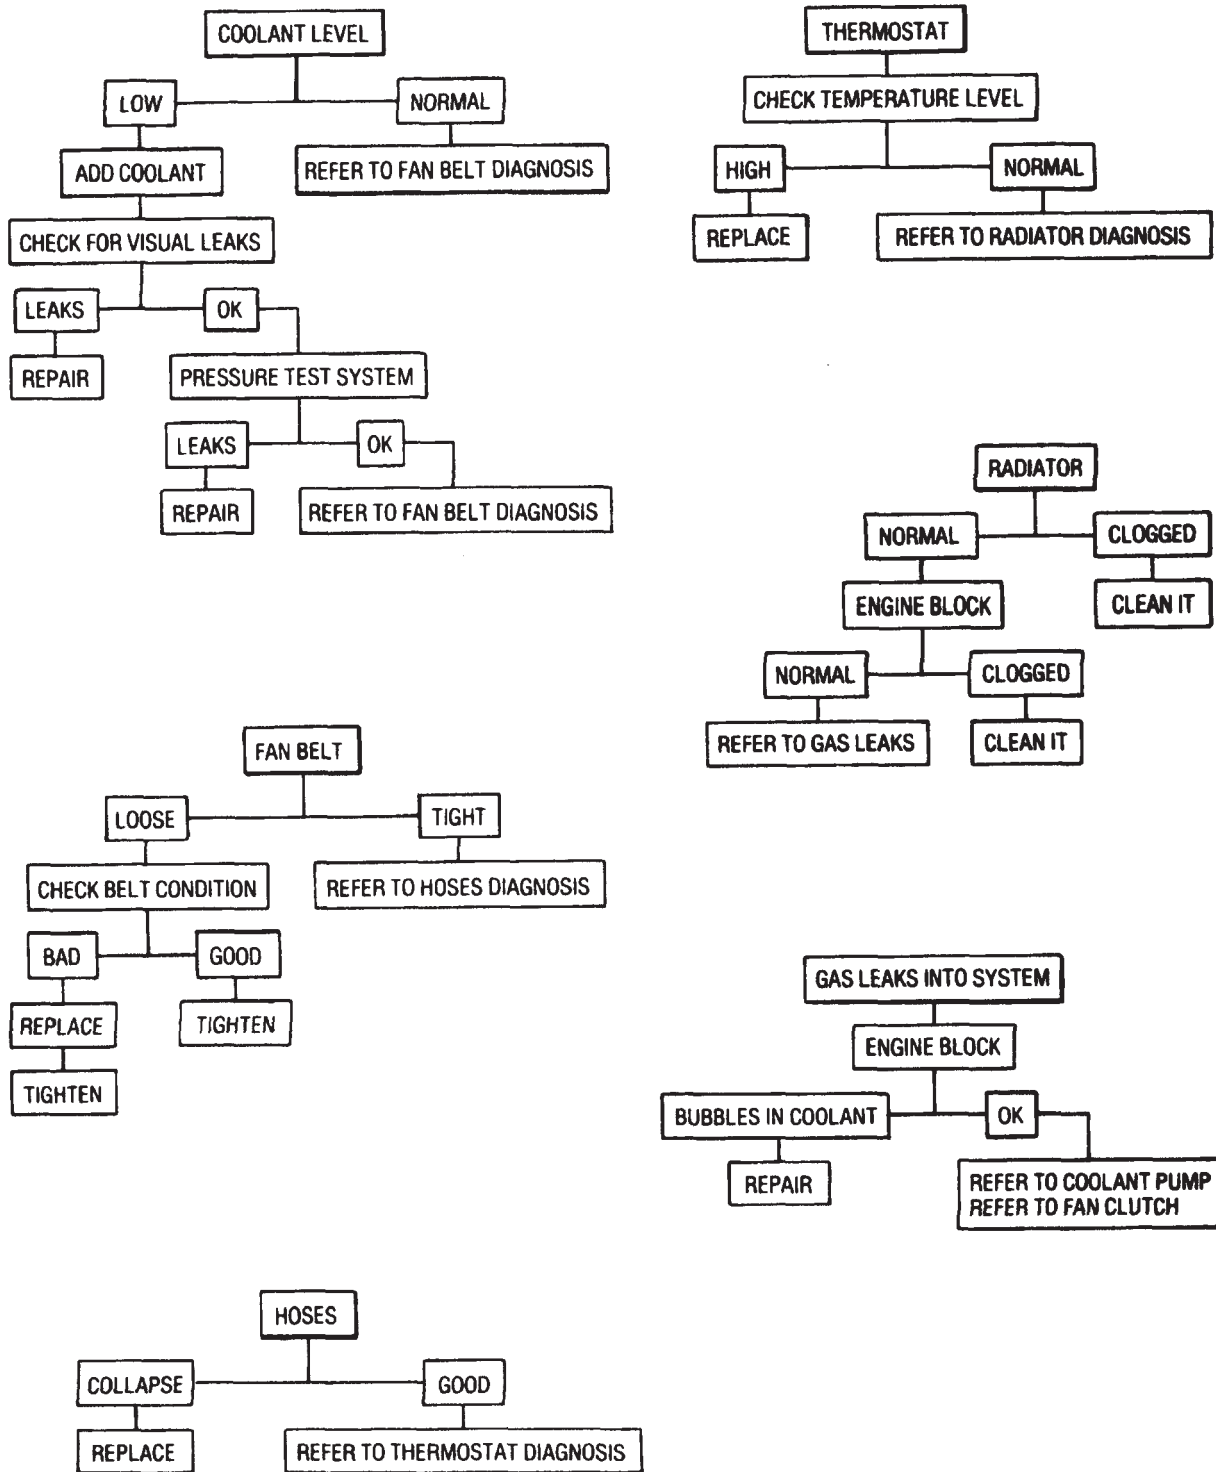 COOLANT LEVEL
LOW
NORMAL
ADD COOLANT
REFER TO FAN BELT DIAGNOSIS
CHECK FOR VISUAL LEAKS
LEAKS
OK
REPAIR
PRESSURE TEST SYSTEM
LEAKS
OK
REPAIR
REFER TO FAN BELT DIAGNOSIS
FAN BELT
LOOSE
TIGHT
CHECK BELT CONDITION
REFER TO HOSES DIAGNOSIS
BAD
GOOD
REPLACE
TIGHTEN
TIGHTEN
HOSES
COLLAPSE
GOOD
REPLACE
REFER TO THERMOSTAT DIAGNOSIS
THERMOSTAT
CHECK TEMPERATURE LEVEL
HIGH
NORMAL
REPLACE
REFER TO RADIATOR DIAGNOSIS
RADIATOR
NORMAL
CLOGGED
ENGINE BLOCK
CLEAN IT
NORMAL
CLOGGED
REFER TO GAS LEAKS
CLEAN IT
GAS LEAKS INTO SYSTEM
ENGINE BLOCK
BUBBLES IN COOLANT
OK
REPAIR
REFER TO COOLANT PUMP
REFER TO FAN CLUTCH